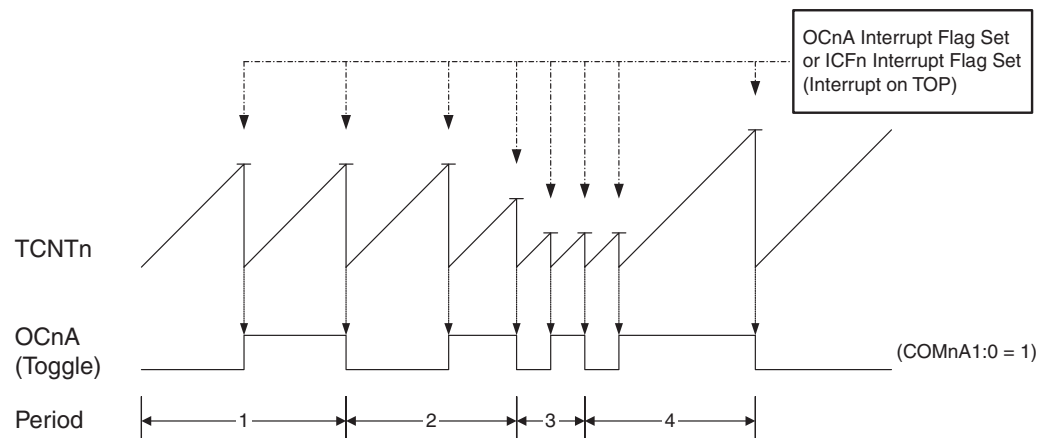 OCnA Interrupt Flag Set
or ICFn Interrupt Flag Set
(Interrupt on TOP)
TCNTn
OCnA
(Toggle)
(COMnA1:0 = 1)
Period
1
2
3
4